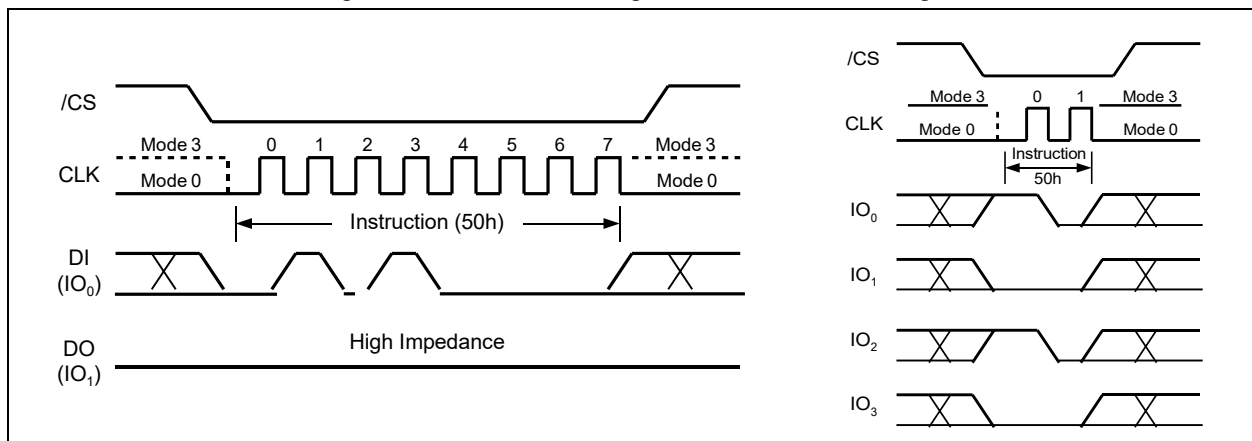 /CS
Mode 3
0 1 2 3 4 5 6 7
Mode 3
CLK
Mode 0
Mode 0
Instruction (50h)
DI
(IO0)
High Impedance
DO
(IO1)
/CS
Mode 3
0 1
Mode 3
CLK
Mode 0
Mode 0
Instruction
50h
IO0
IO1
IO2
IO3